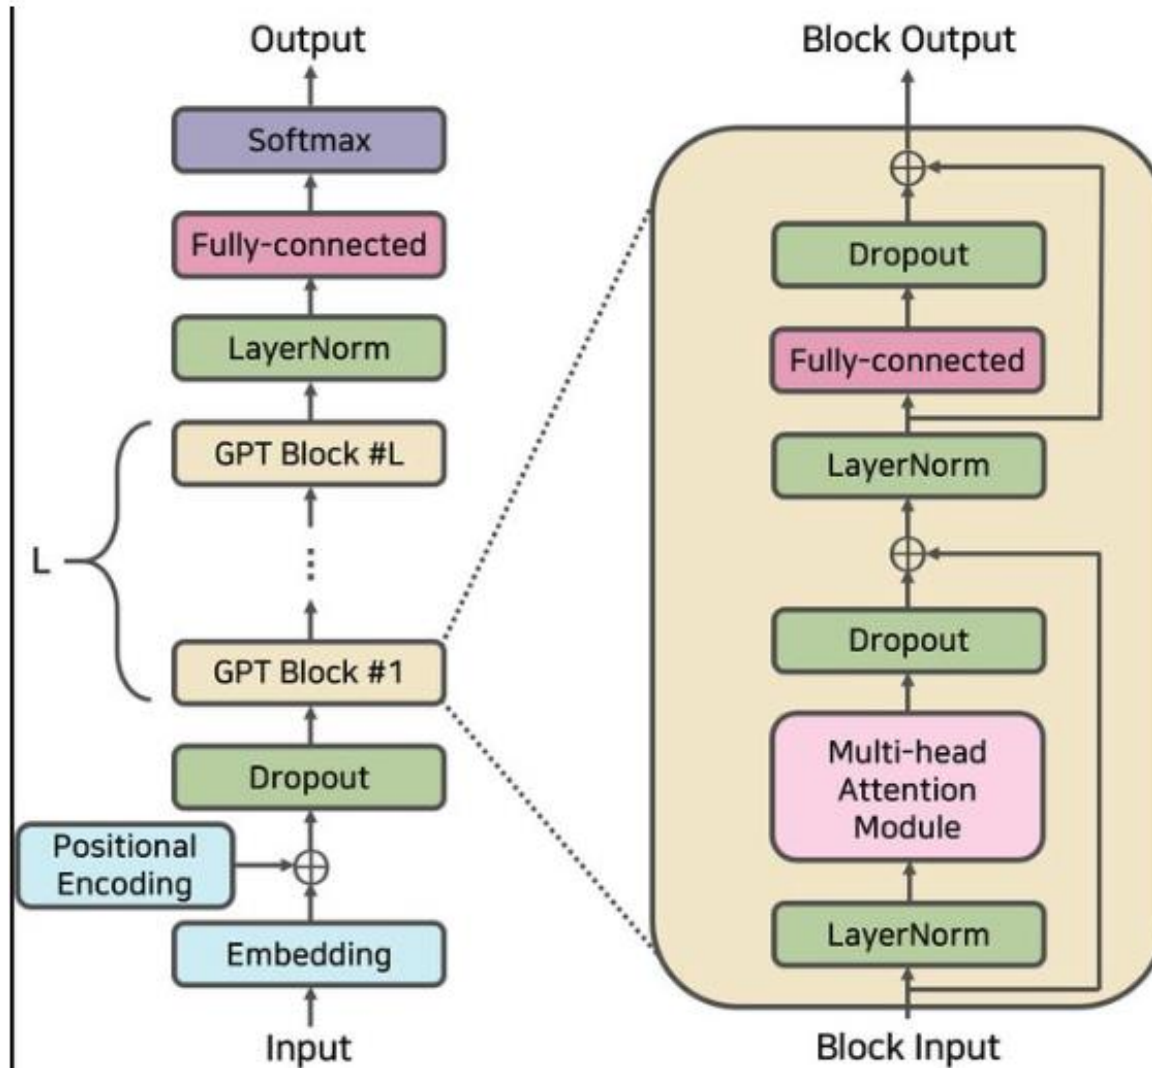 Output
Softmax
Fully-connected
LayerNorm
GPT Block #L
L
GPT Block #1
Dropout
Positional
Encoding
Embedding
Input
Block Output
Dropout
Fully-connected
LayerNorm
Dropout
Multi-head
Attention
Module
LayerNorm
Block Input